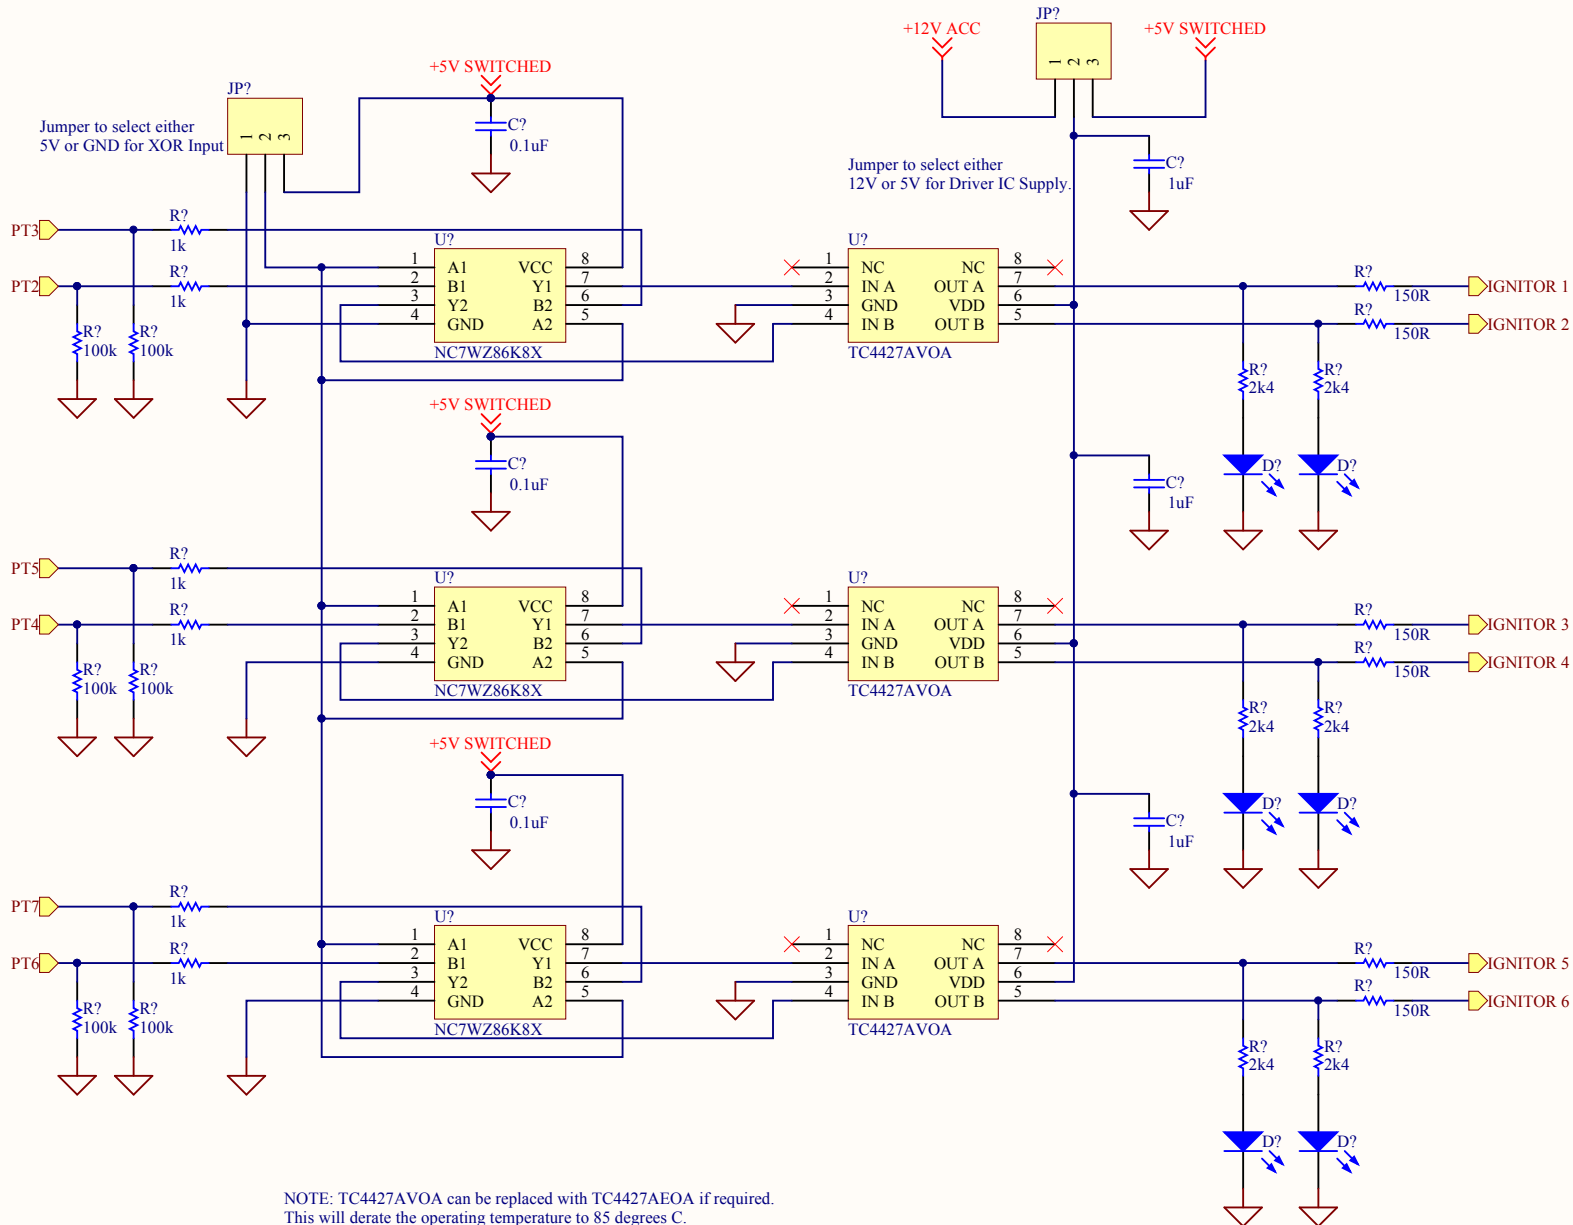 JP?
+12V ACC
+5V SWITCHED
1 2 3
+5V SWITCHED
JP?
Jumper to select either
5V or GND for XOR Input
1 2 3
C?
0.1uF
Jumper to select either
12V or 5V for Driver IC Supply.
C?
1uF
PT3
R?
1k
PT2
R?
1k
R?
100k
R?
100k
U?
1 A1 VCC 8
2 B1 Y1 7
3 Y2 B2 6
4 GND A2 5
NC7WZ86K8X
U?
1 NC NC 8
2 IN A OUT A 7
3 GND VDD 6
4 IN B OUT B 5
TC4427AVOA
R?
150R
IGNITOR 1
R?
150R
IGNITOR 2
R?
2k4
R?
2k4
+5V SWITCHED
C?
0.1uF
C?
1uF
D?
D?
PT5
R?
1k
PT4
R?
1k
R?
100k
R?
100k
U?
1 A1 VCC 8
2 B1 Y1 7
3 Y2 B2 6
4 GND A2 5
NC7WZ86K8X
U?
1 NC NC 8
2 IN A OUT A 7
3 GND VDD 6
4 IN B OUT B 5
TC4427AVOA
R?
150R
IGNITOR 3
R?
150R
IGNITOR 4
R?
2k4
R?
2k4
+5V SWITCHED
C?
0.1uF
C?
1uF
D?
D?
PT7
R?
1k
PT6
R?
1k
R?
100k
R?
100k
U?
1 A1 VCC 8
2 B1 Y1 7
3 Y2 B2 6
4 GND A2 5
NC7WZ86K8X
U?
1 NC NC 8
2 IN A OUT A 7
3 GND VDD 6
4 IN B OUT B 5
TC4427AVOA
R?
150R
IGNITOR 5
R?
150R
IGNITOR 6
R?
2k4
R?
2k4
D?
D?
NOTE: TC4427AVOA can be replaced with TC4427AEOA if required.
This will derate the operating temperature to 85 degrees C.